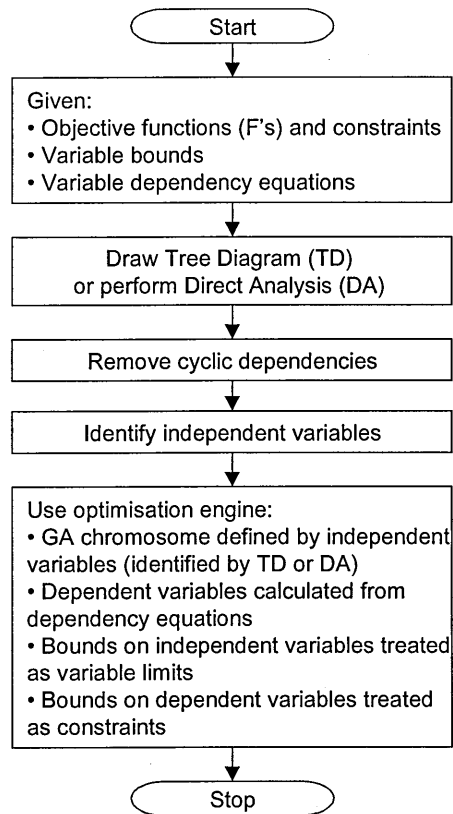 Start
Given:
• Objective functions (F's) and constraints
• Variable bounds
• Variable dependency equations
Draw Tree Diagram (TD)
or perform Direct Analysis (DA)
Remove cyclic dependencies
Identify independent variables
Use optimisation engine:
• GA chromosome defined by independent
variables (identified by TD or DA)
• Dependent variables calculated from
dependency equations
• Bounds on independent variables treated
as variable limits
• Bounds on dependent variables treated
as constraints
Stop